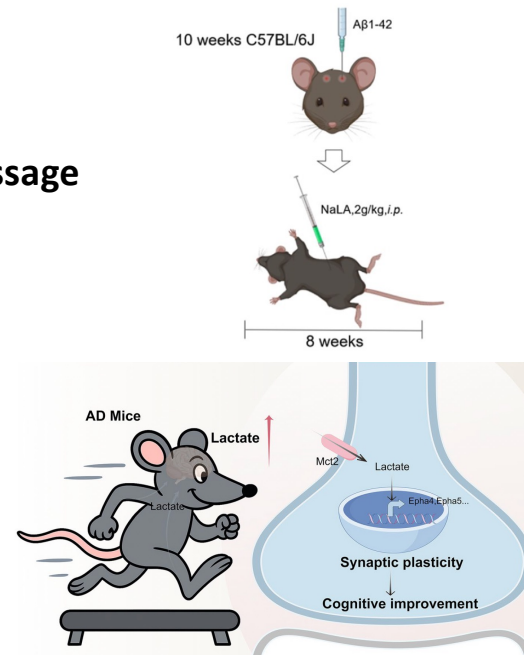 Aβ1-42
10 weeks C57BL/6J
ssage
NaLA,2g/kg,i.p.
8 weeks
AD Mice
Lactate
Lactate
Mct2
Lactate
Epha4,Epha5...
Synaptic plasticity
Cognitive improvement